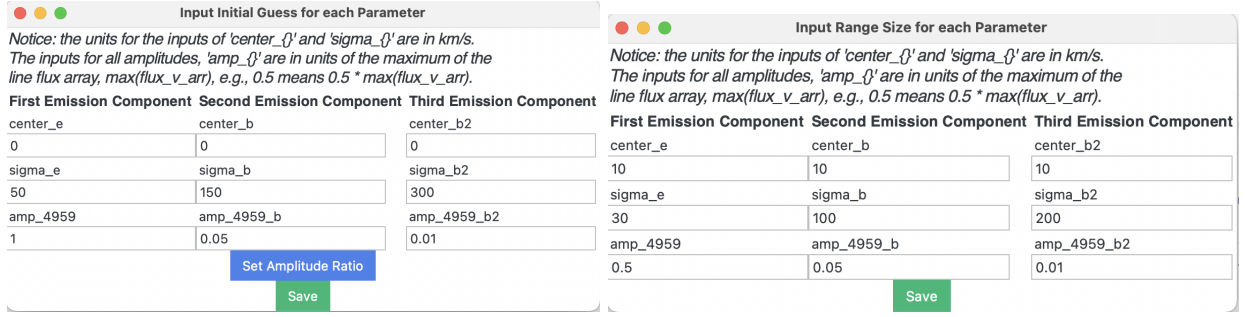 Input Initial Guess for each Parameter
Notice: the units for the inputs of 'center_{}' and 'sigma_{}' are in km/s.
The inputs for all amplitudes, 'amp_{}' are in units of the maximum of the
line flux array, max(flux_v_arr), e.g., 0.5 means 0.5 * max(flux_v_arr).
First Emission Component Second Emission Component Third Emission Component
center_e center_b center_b2
0 0 0
sigma_e sigma_b sigma_b2
50 150 300
amp_4959 amp_4959_b amp_4959_b2
1 0.05 0.01
Set Amplitude Ratio
Save
Input Range Size for each Parameter
Notice: the units for the inputs of 'center_{}' and 'sigma_{}' are in km/s.
The inputs for all amplitudes, 'amp_{}' are in units of the maximum of the
line flux array, max(flux_v_arr), e.g., 0.5 means 0.5 * max(flux_v_arr).
First Emission Component Second Emission Component Third Emission Component
center_e center_b center_b2
10 10 10
sigma_e sigma_b sigma_b2
30 100 200
amp_4959 amp_4959_b amp_4959_b2
0.5 0.05 0.01
Save